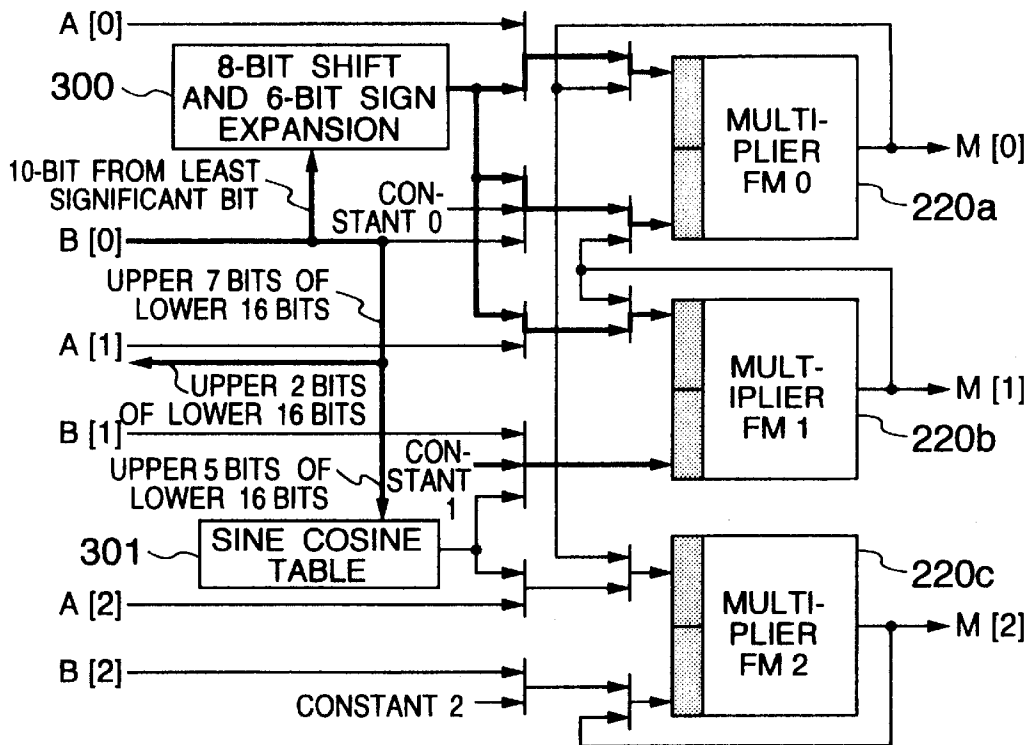 A [0]
300
8-BIT SHIFT
AND 6-BIT SIGN
EXPANSION
10-BIT FROM LEAST
SIGNIFICANT BIT
CON-
STANT 0
B [0]
UPPER 7 BITS OF
LOWER 16 BITS
A [1]
UPPER 2 BITS
OF LOWER 16 BITS
B [1]
CON-
STANT
1
UPPER 5 BITS OF
LOWER 16 BITS
301
SINE COSINE
TABLE
A [2]
B [2]
CONSTANT 2
MULTI-
PLIER
FM 0
M [0]
220a
MULT-
IPLIER
FM 1
M [1]
220b
MULTI-
PLIER
FM 2
220c
M [2]